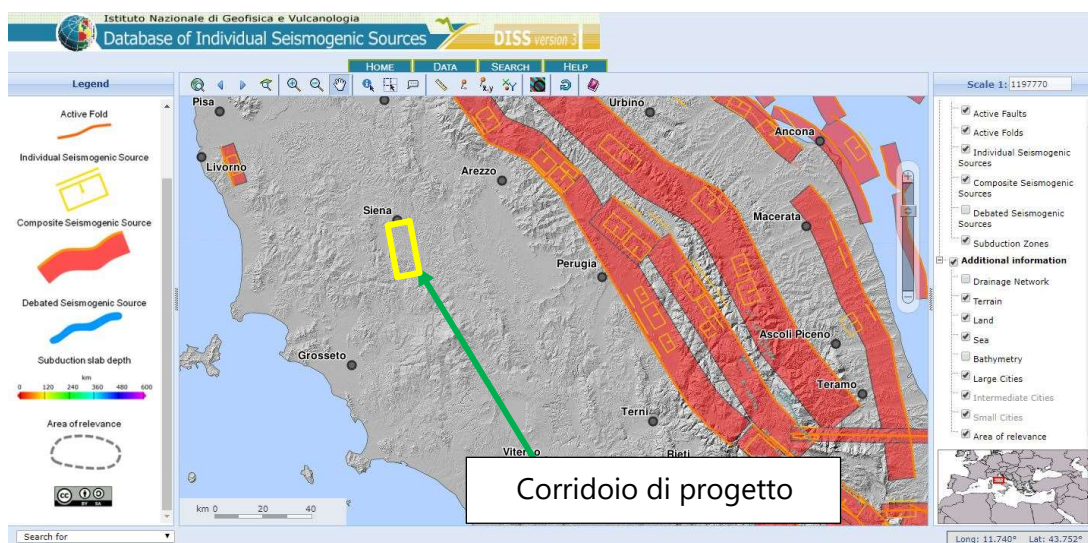 Istituto Nazionale di Geofisica e Vulcanologia
Database of Individual Seismogenic Sources
DISS version 3
HOME DATA SEARCH HELP
Legend
Scale 1: 1197770
Active Fold
Individual Seismogenic Source
Composite Seismogenic Source
Debated Seismogenic Source
Subduction slab depth
km
0 120 240 360 480 600
Area of relevance
CC BY SA
Search for
x,y
Pisa
Livorno
Siena
Arezzo
Urbino
Ancona
Macerata
Perugia
Grosseto
Ascoli Piceno
Teramo
Terni
Viterbo
Rieti
Corridoio di progetto
km 0 20 40
Active Faults
Active Folds
Individual Seismogenic
Sources
Composite Seismogenic
Sources
Debated Seismogenic
Sources
Subduction Zones
Additional information
Drainage Network
Terrain
Land
Sea
Bathymetry
Large Cities
Intermediate Cities
Small Cities
Area of relevance
Long: 11.740° Lat: 43.752°